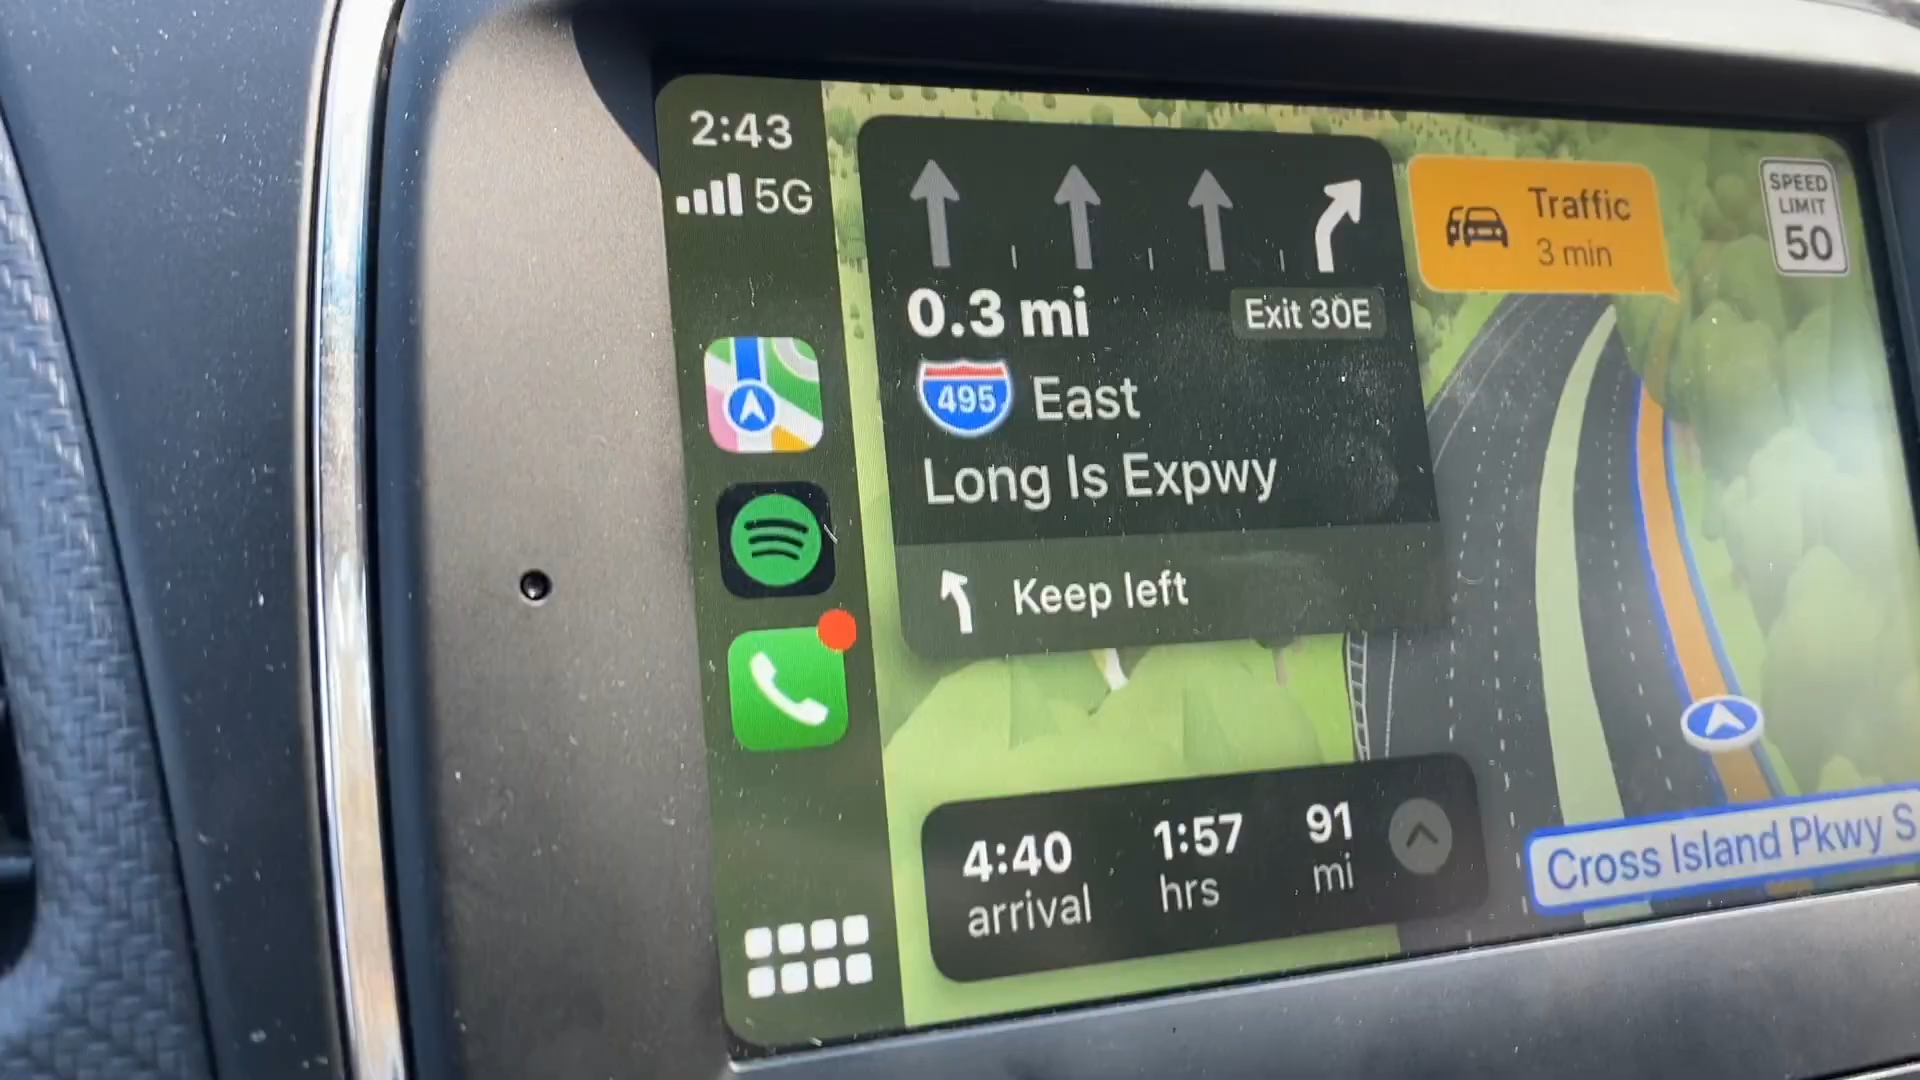 2:43
5G
0.3 mi
Exit 30E
495 East
Long Is Expwy
Keep left
Traffic
3 min
SPEED
LIMIT
50
4:40
arrival
1:57
hrs
91
mi
Cross Island Pkwy S